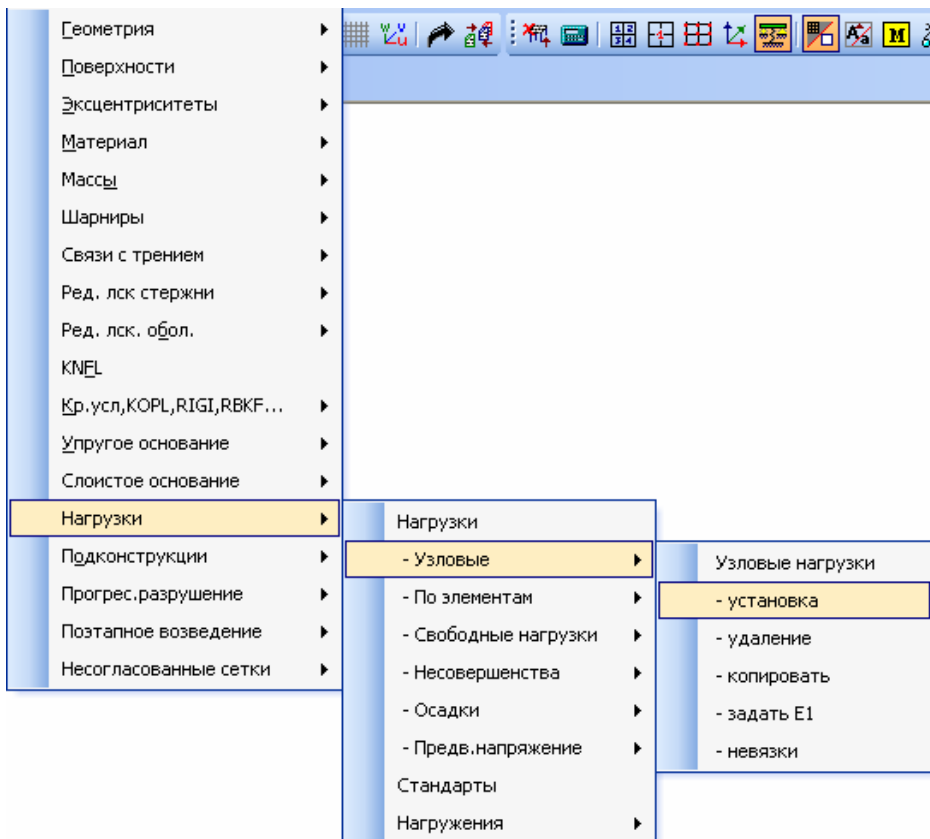 Геометрия
Поверхности
Эксцентриситеты
Материал
Массы
Шарниры
Связи с трением
Ред. лск стержни
Ред. лск. обол.
KNFL
Кр.усл,KOPL,RIGI,RBKF...
Упругое основание
Слоистое основание
Нагрузки
Подконструкции
Прогрес.разрушение
Поэтапное возведение
Несогласованные сетки
Нагрузки
- Узловые
- По элементам
- Свободные нагрузки
- Несовершенства
- Осадки
- Предв.напряжение
Стандарты
Нагружения
Узловые нагрузки
- установка
- удаление
- копировать
- задать E1
- невязки